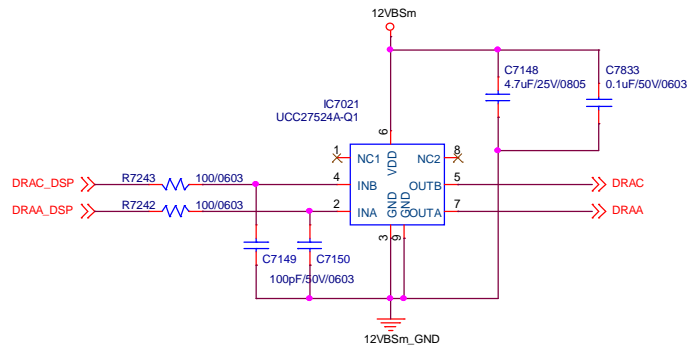 12VBSm
C7148
4.7uF/25V/0805
C7833
0.1uF/50V/0603
IC7021
UCC27524A-Q1
6
1
NC1
VDD
NC2
8
DRAC_DSP
R7243
100/0603
4
INB
OUTB
5
DRAC
DRAA_DSP
R7242
100/0603
2
INA
GND
GND
OUTA
7
DRAA
3
9
C7149
C7150
100pF/50V/0603
12VBSm_GND